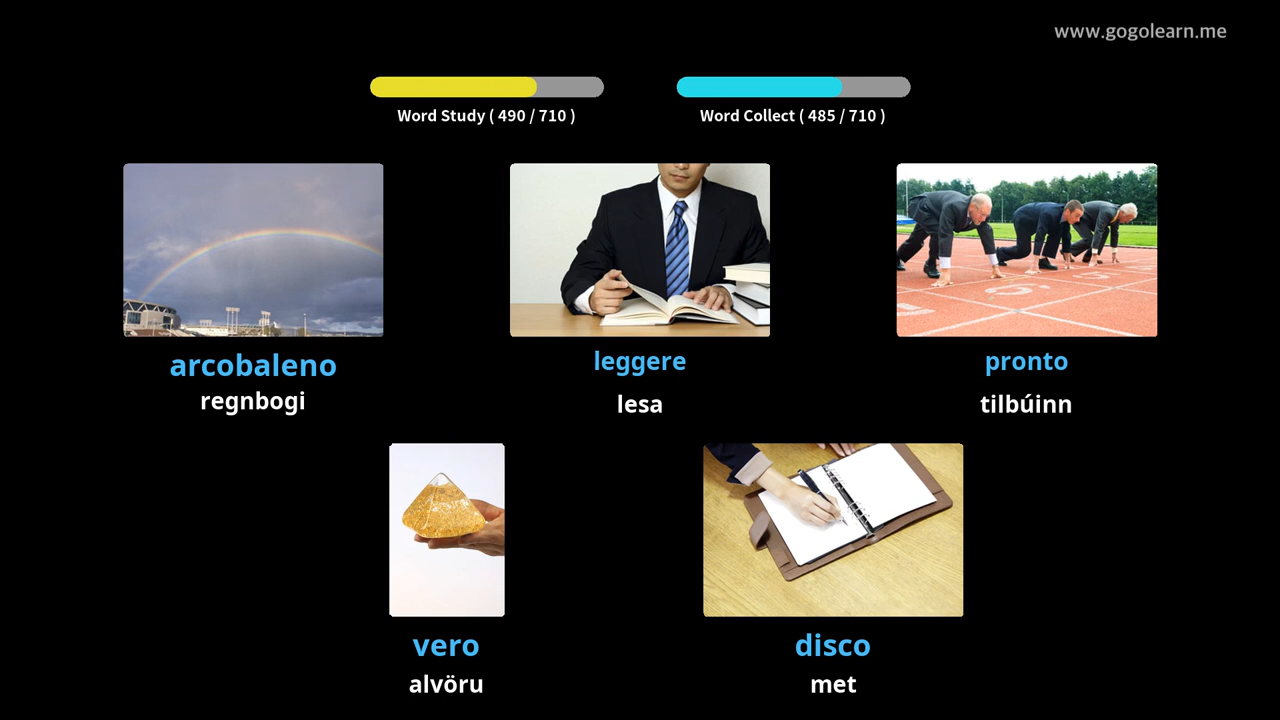 www.gogolearn.me
Word Study ( 490 / 710 )
Word Collect ( 485 / 710 )
arcobaleno
regnbogi
leggere
lesa
pronto
tilbúinn
vero
alvöru
disco
met